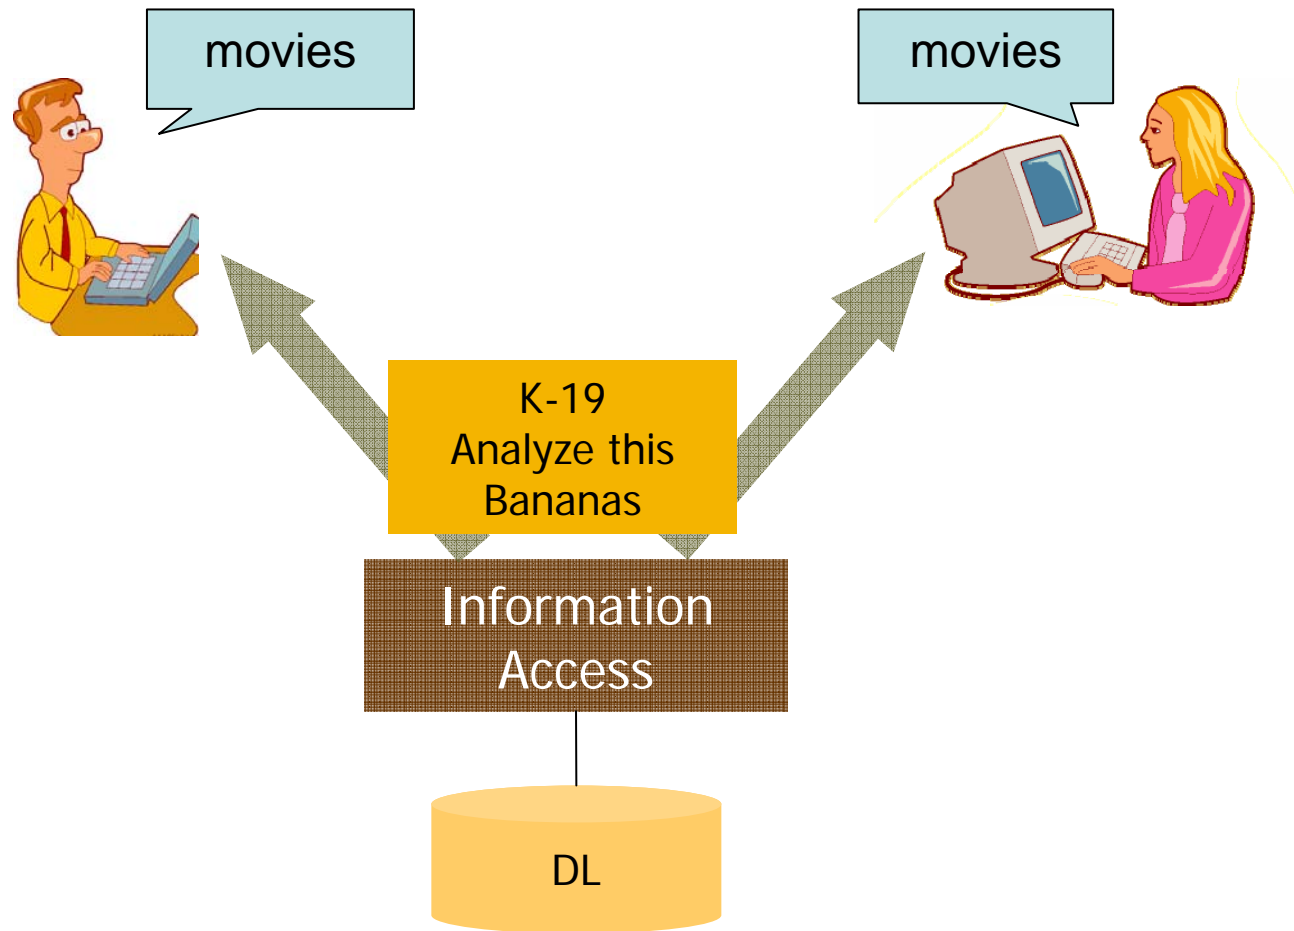 movies
movies
K-19
Analyze this
Bananas
Information
Access
DL